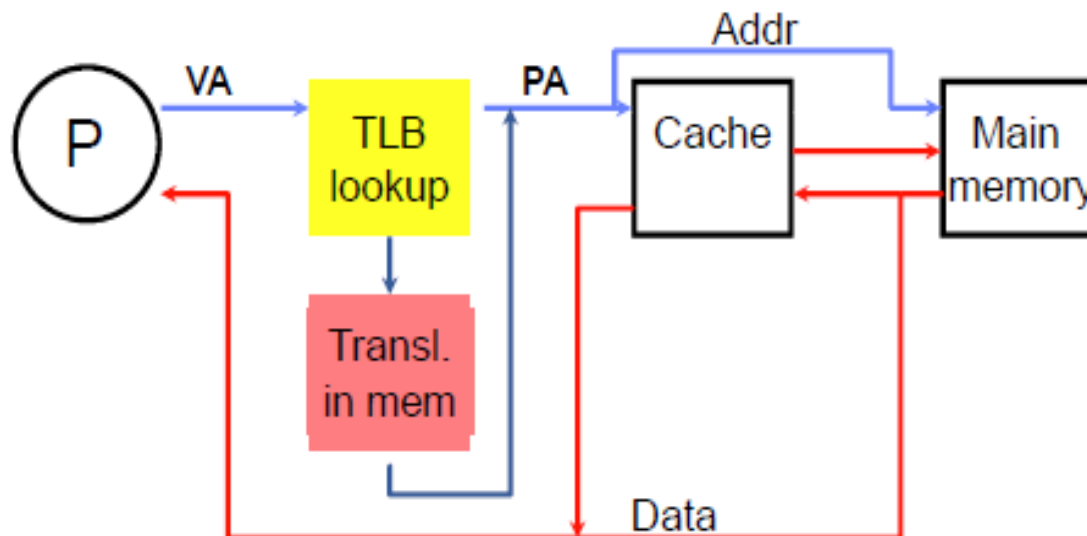 Addr
VA
PA
P
TLB
lookup
Cache
Main
memory
Transl.
in mem
Data